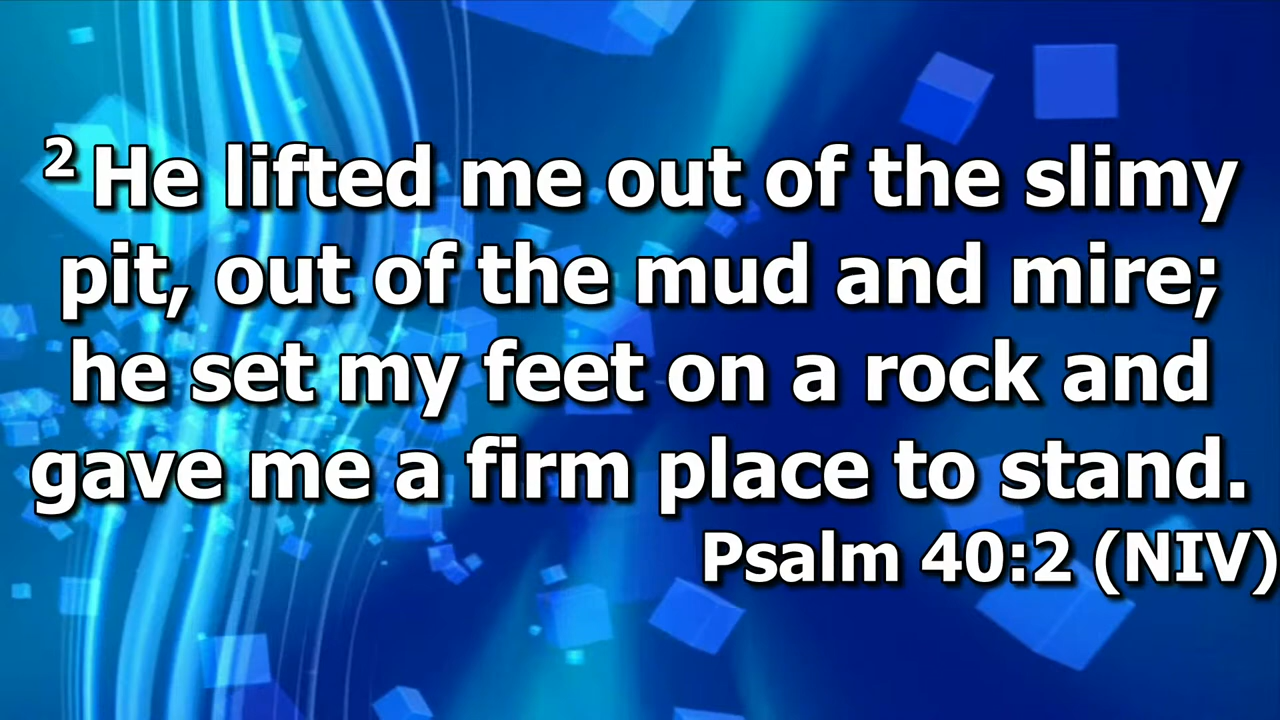 2 He lifted me out of the slimy
pit, out of the mud and mire;
he set my feet on a rock and
gave me a firm place to stand.
Psalm 40:2 (NIV)